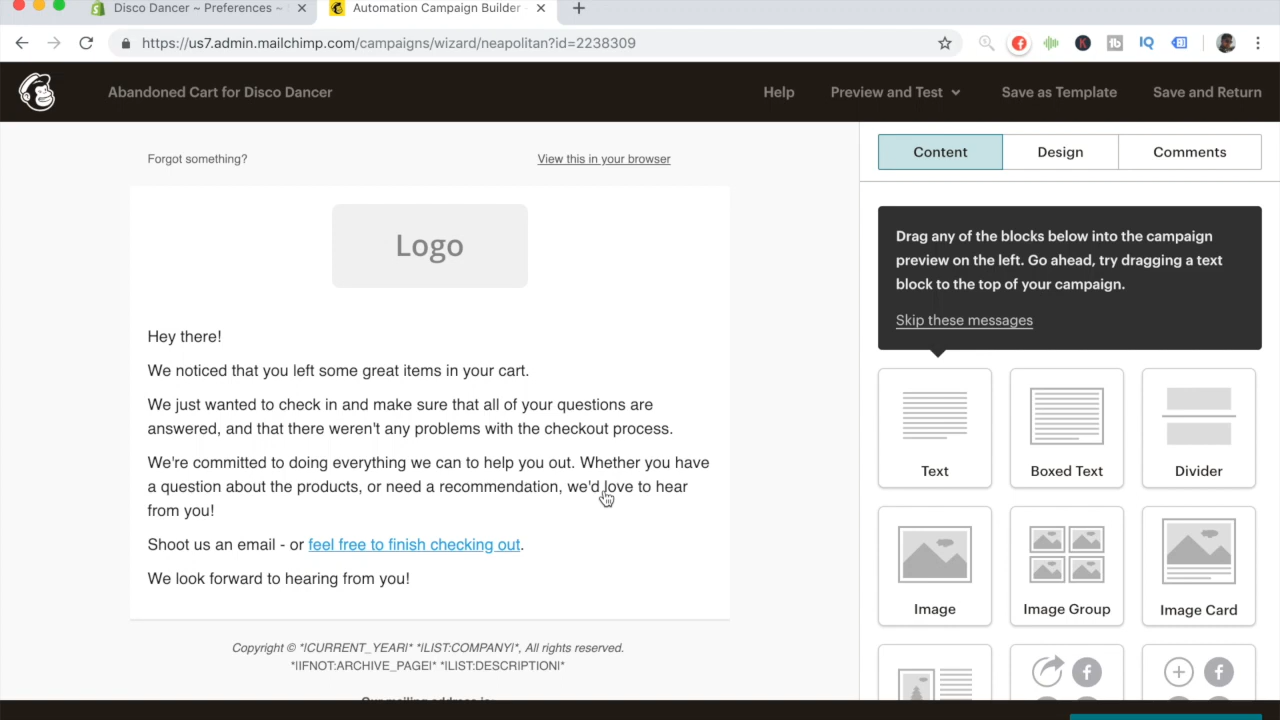 Disco Dancer ~ Preferences ~
Automation Campaign Builder
https://us7.admin.mailchimp.com/campaigns/wizard/neapolitan?id=2238309
Abandoned Cart for Disco Dancer
Help
Preview and Test
Save as Template
Save and Return
Forgot something?
View this in your browser
Logo
Hey there!
We noticed that you left some great items in your cart.
We just wanted to check in and make sure that all of your questions are
answered, and that there weren't any problems with the checkout process.
We're committed to doing everything we can to help you out. Whether you have
a question about the products, or need a recommendation, we'd love to hear
from you!
Shoot us an email - or feel free to finish checking out.
We look forward to hearing from you!
Copyright © *|CURRENT_YEAR|* *|LIST:COMPANY|*, All rights reserved.
*|IFNOT:ARCHIVE_PAGE|* *|LIST:DESCRIPTION|*
Our mailing address is:
Content
Design
Comments
Drag any of the blocks below into the campaign
preview on the left. Go ahead, try dragging a text
block to the top of your campaign.
Skip these messages
Text
Boxed Text
Divider
Image
Image Group
Image Card